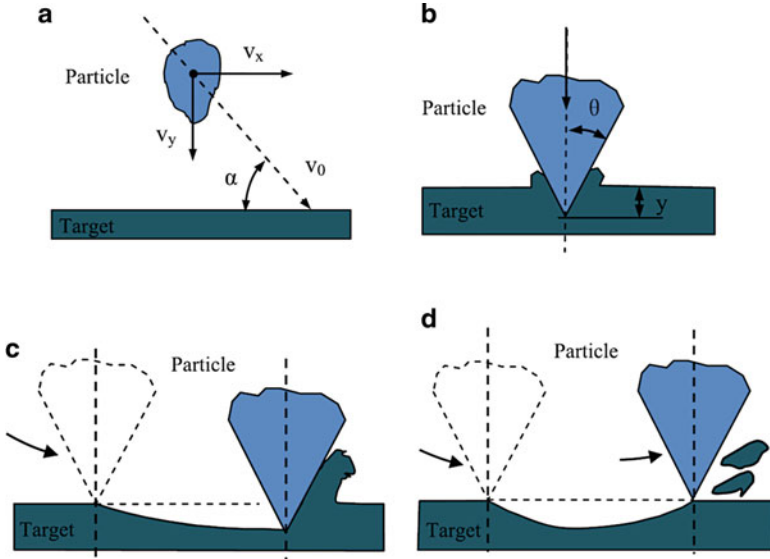 a
Particle
vx
vy
α
v0
Target
b
Particle
θ
Target
y
c
Particle
Target
d
Particle
Target